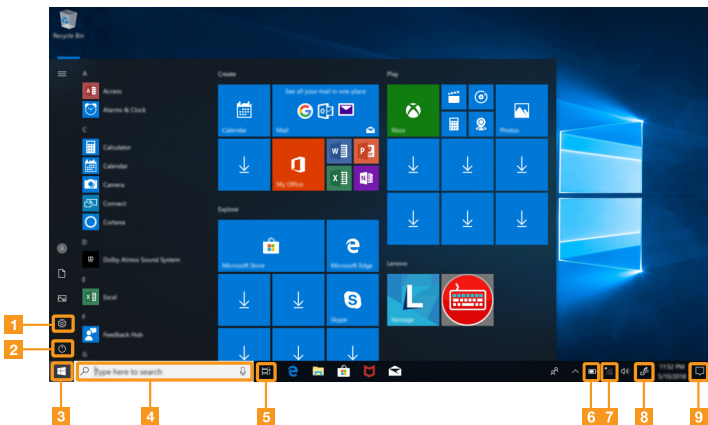 Recycle Bin
A
Create
Play
Access
See all your mail in one place
Alarms & Clock
Calendar
Mail
Xbox
Photos
C
Calculator
Calendar
Camera
My Office
Connect
Cortana
Explore
D
Dolby Atmos Sound System
Microsoft Store
Microsoft Edge
Lenovo
E
Excel
Skype
Vantage
F
Feedback Hub
G
Type here to search
11:52 PM
5/10/2018
1
2
3
4
5
6
7
8
9